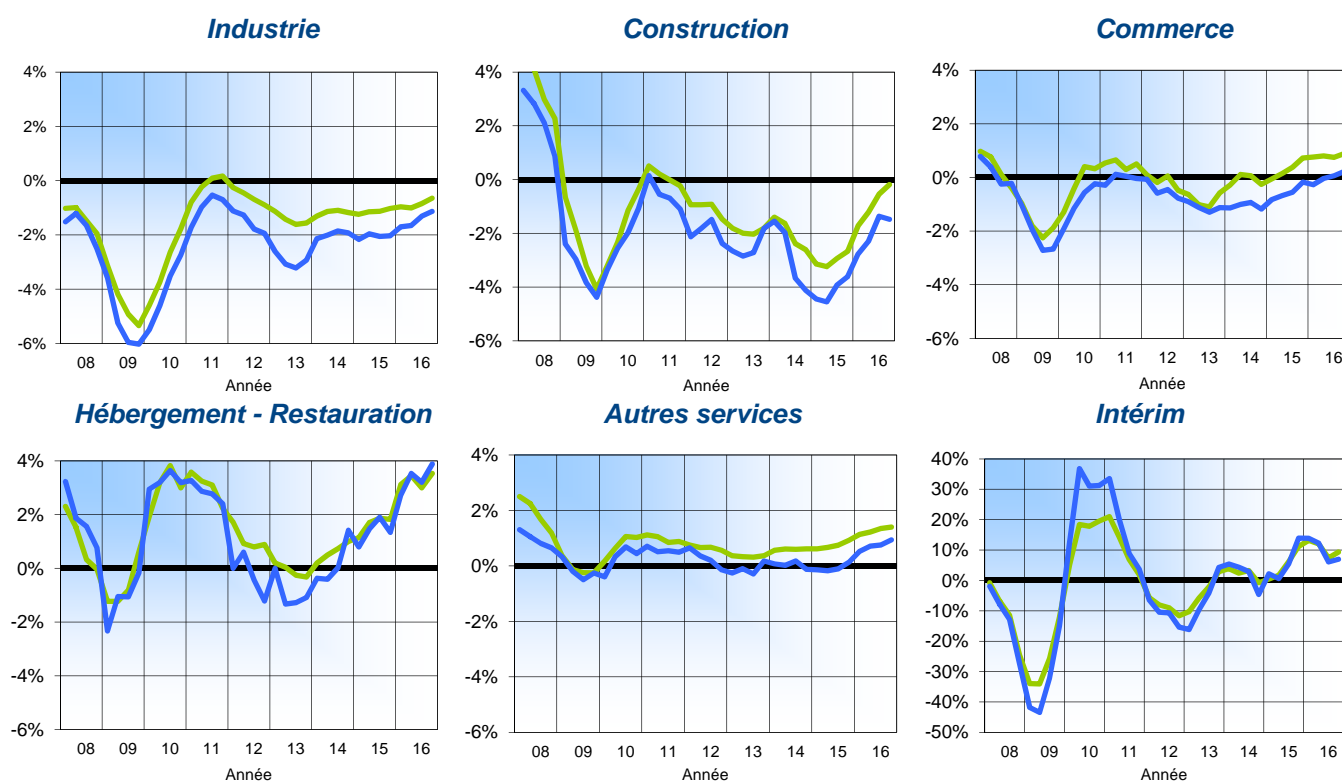 Industrie
4%
2%
0%
-2%
-4%
-6%
08 09 10 11 12 13 14 15 16
Année
Construction
4%
2%
0%
-2%
-4%
-6%
08 09 10 11 12 13 14 15 16
Année
Commerce
4%
2%
0%
-2%
-4%
-6%
08 09 10 11 12 13 14 15 16
Année
Hébergement - Restauration
4%
2%
0%
-2%
-4%
-6%
08 09 10 11 12 13 14 15 16
Année
Autres services
4%
2%
0%
-2%
-4%
-6%
08 09 10 11 12 13 14 15 16
Année
Intérim
40%
30%
20%
10%
0%
-10%
-20%
-30%
-40%
-50%
08 09 10 11 12 13 14 15 16
Année